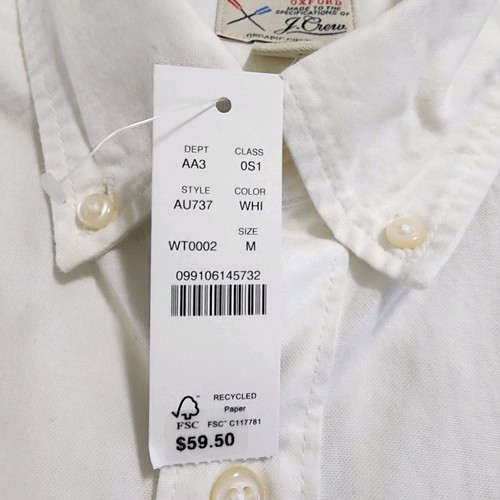 OXFORD
MADE TO THE
SPECIFICATIONS OF
J.Crew
DEPT CLASS
AA3 0S1
STYLE COLOR
AU737 WHI
SIZE
WT0002 M
099106145732
RECYCLED
Paper
FSC FSC™ C117781
$59.50